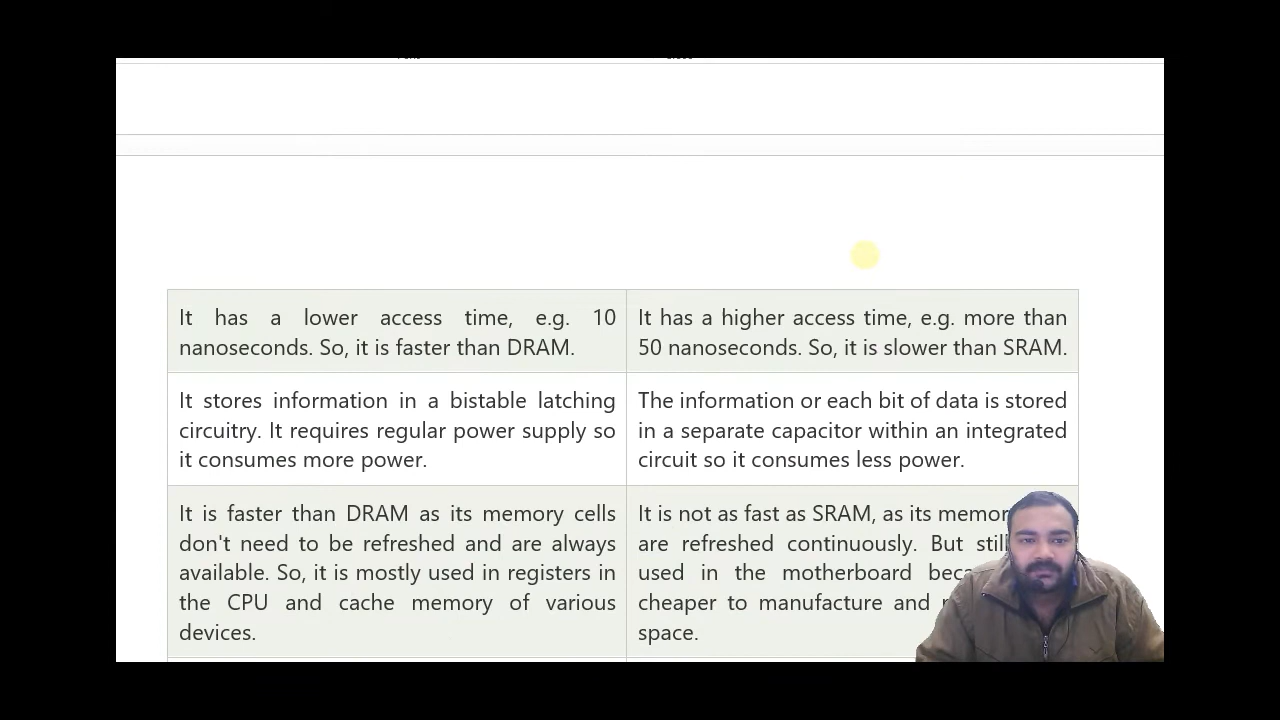 It has a lower access time, e.g. 10
nanoseconds. So, it is faster than DRAM.
It has a higher access time, e.g. more than
50 nanoseconds. So, it is slower than SRAM.
It stores information in a bistable latching
circuitry. It requires regular power supply so
it consumes more power.
The information or each bit of data is stored
in a separate capacitor within an integrated
circuit so it consumes less power.
It is faster than DRAM as its memory cells
don't need to be refreshed and are always
available. So, it is mostly used in registers in
the CPU and cache memory of various
devices.
It is not as fast as SRAM, as its
are refreshed continuously. But
used in the motherboard
cheaper to manufacture and
space.